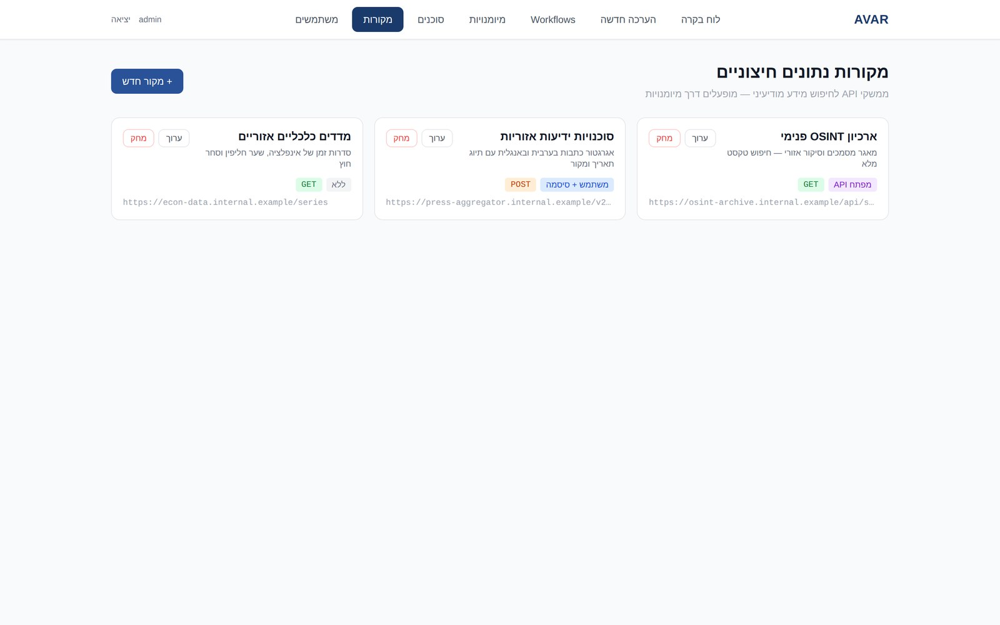 AVAR
לוח בקרה
הערכה חדשה
Workflows
מיומנויות
סוכנים
מקורות
משתמשים
admin
יציאה
מקורות נתונים חיצוניים
ממשקי API לחיפוש מידע מודיעיני — מופעלים דרך מיומנויות
+ מקור חדש
ארכיון OSINT פנימי
ערוך
מחק
מאגר מסמכים וסיקור אזורי — חיפוש טקסט
מלא
מפתח API
GET
https://osint-archive.internal.example/api/s…
סוכנויות ידיעות אזוריות
ערוך
מחק
אגרגטור כתבות בערבית ובאנגלית עם תיוג
תאריך ומקור
משתמש + סיסמה
POST
https://press-aggregator.internal.example/v2…
מדדים כלכליים אזוריים
ערוך
מחק
סדרות זמן של אינפלציה, שער חליפין וסחר
חוץ
ללא
GET
https://econ-data.internal.example/series